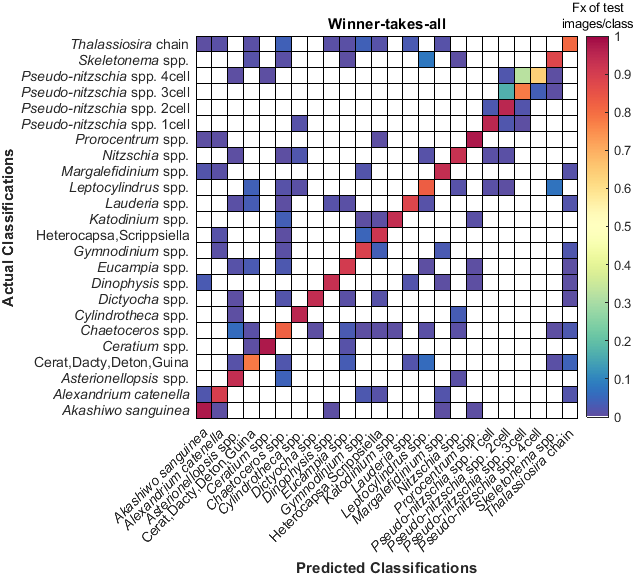 Winner-takes-all
Fx of test
images/class
Actual Classifications
Thalassiosira chain
Skeletonema spp.
Pseudo-nitzschia spp. 4cell
Pseudo-nitzschia spp. 3cell
Pseudo-nitzschia spp. 2cell
Pseudo-nitzschia spp. 1cell
Prorocentrum spp.
Nitzschia spp.
Margalefidinium spp.
Leptocylindrus spp.
Lauderia spp.
Katodinium spp.
Heterocapsa,Scrippsiella
Gymnodinium spp.
Eucampia spp.
Dinophysis spp.
Dictyocha spp.
Cylindrotheca spp.
Chaetoceros spp.
Ceratium spp.
Cerat,Dacty,Deton,Guina
Asterionellopsis spp.
Alexandrium catenella
Akashiwo sanguinea
1
0.9
0.8
0.7
0.6
0.5
0.4
0.3
0.2
0.1
0
Akashiwo sanguinea
Alexandrium catenella
Asterionellopsis spp.
Cerat,Dacty,Deton,Guina
Ceratium spp.
Chaetoceros spp.
Cylindrotheca spp.
Dictyocha spp.
Dinophysis spp.
Eucampia spp.
Gymnodinium spp.
Heterocapsa,Scrippsiella
Katodinium spp.
Lauderia spp.
Leptocylindrus spp.
Margalefidinium spp.
Nitzschia spp.
Prorocentrum spp.
Pseudo-nitzschia spp. 1cell
Pseudo-nitzschia spp. 2cell
Pseudo-nitzschia spp. 3cell
Pseudo-nitzschia spp. 4cell
Skeletonema spp.
Thalassiosira chain
Predicted Classifications